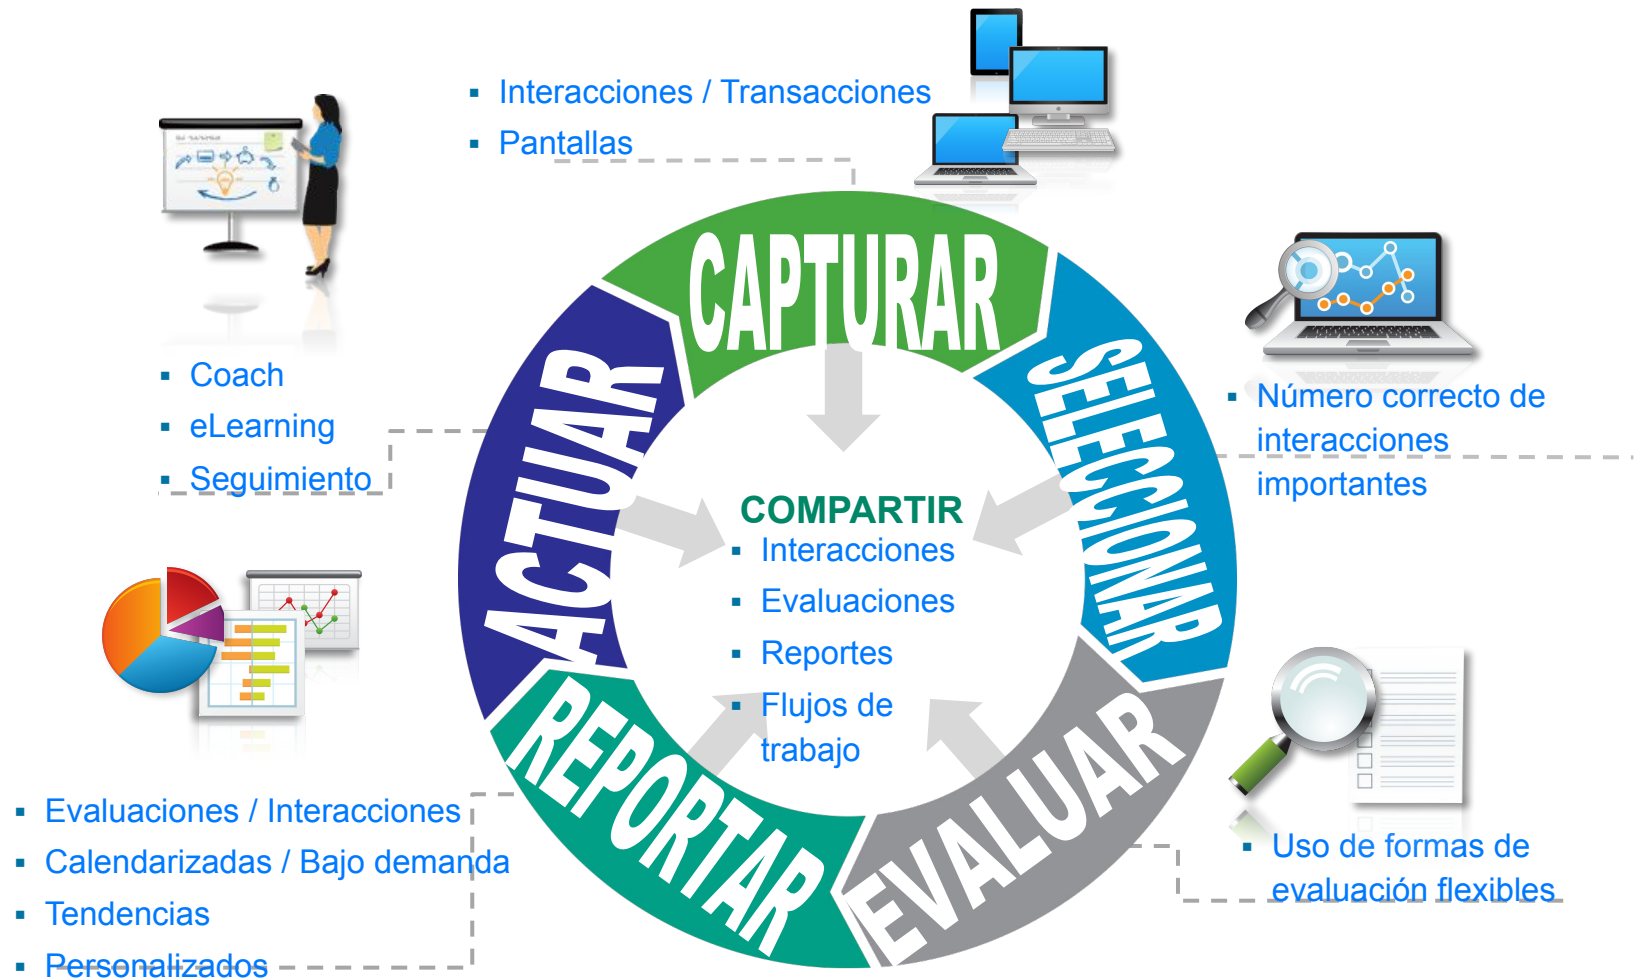 ▪ Interacciones / Transacciones
▪ Pantallas
CAPTURAR
SELECCIONAR
▪ Número correcto de
interacciones
importantes
EVALUAR
▪ Uso de formas de
evaluación flexibles
REPORTAR
▪ Evaluaciones / Interacciones
▪ Calendarizadas / Bajo demanda
▪ Tendencias
▪ Personalizados
ACTUAR
▪ Coach
▪ eLearning
▪ Seguimiento
COMPARTIR
▪ Interacciones
▪ Evaluaciones
▪ Reportes
▪ Flujos de
trabajo